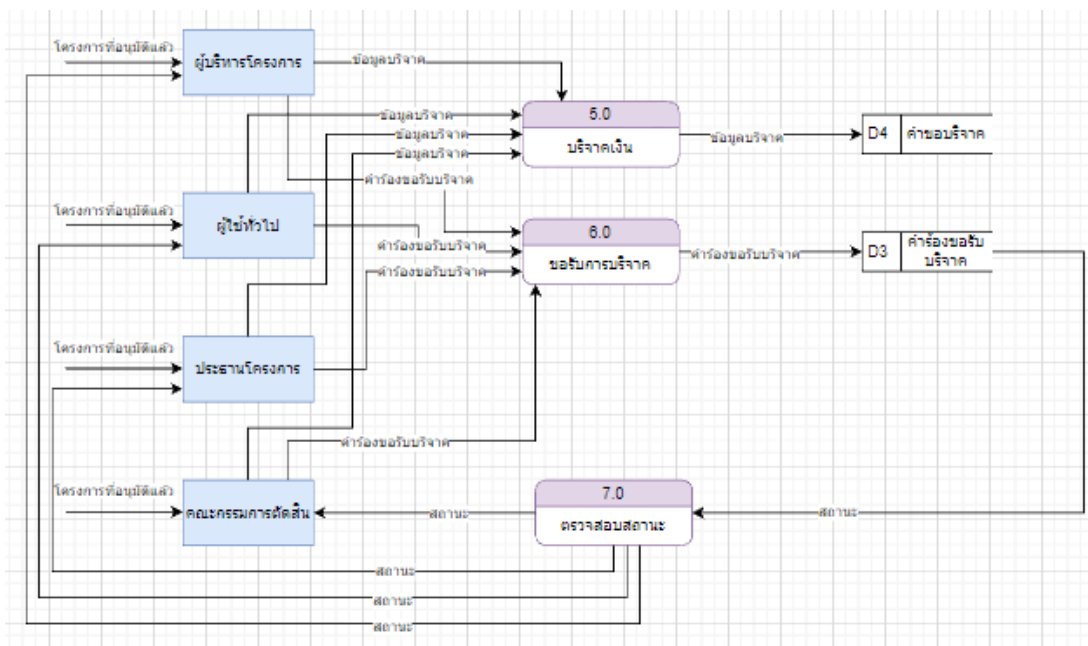 โครงการที่อนุมัติแล้ว
ผู้บริหารโครงการ
ข้อมูลบริจาค
ข้อมูลบริจาค
ข้อมูลบริจาค
ข้อมูลบริจาค
5.0
บริจาคเงิน
ข้อมูลบริจาค
D4
คำขอบริจาค
คำร้องขอรับบริจาค
โครงการที่อนุมัติแล้ว
ผู้ใช้ทั่วไป
คำร้องขอรับบริจาค
คำร้องขอรับบริจาค
6.0
ขอรับการบริจาค
คำร้องขอรับบริจาค
D3
คำร้องขอรับ
บริจาค
โครงการที่อนุมัติแล้ว
ประธานโครงการ
คำร้องขอรับบริจาค
โครงการที่อนุมัติแล้ว
คณะกรรมการตัดสิน
สถานะ
7.0
ตรวจสอบสถานะ
สถานะ
สถานะ
สถานะ
สถานะ